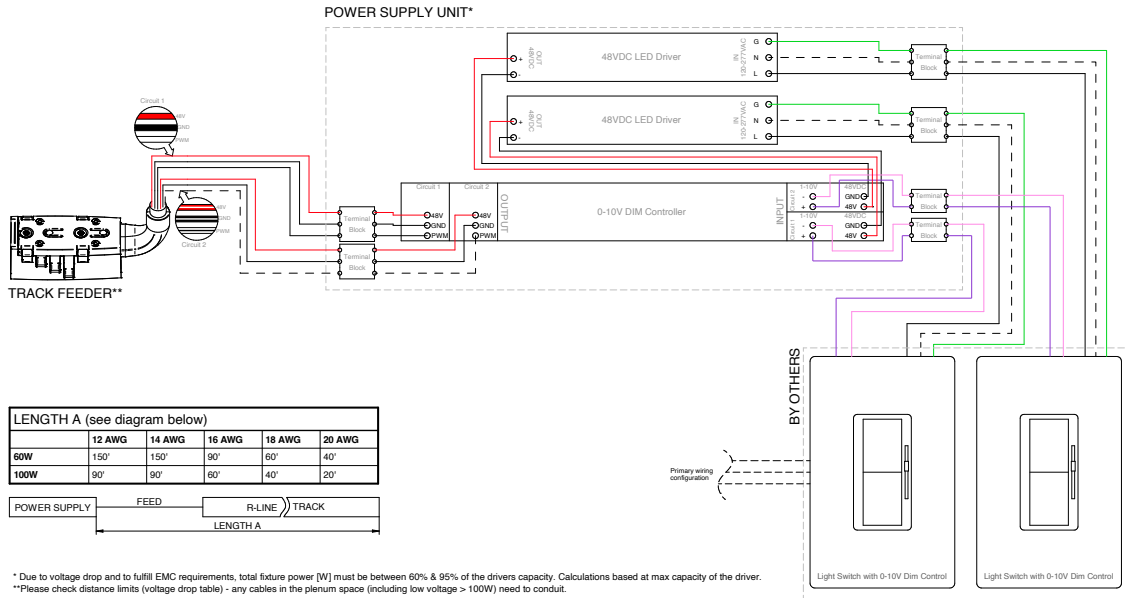 POWER SUPPLY UNIT*
OUT
48VDC
+
-
48VDC LED Driver
IN
120-277VAC
G
N
L
Terminal
Block
OUT
48VDC
+
-
48VDC LED Driver
IN
120-277VAC
G
N
L
Terminal
Block
Circuit 1
48V
GND
PWM
48V
GND
PWM
Circuit 2
TRACK FEEDER**
Terminal
Block
Terminal
Block
Circuit 1
48V
GND
PWM
Circuit 2
48V
GND
PWM
OUTPUT
0-10V DIM Controller
INPUT
Circuit 2
1-10V
-
+
48VDC
GND
48V
Circuit 1
1-10V
-
+
48VDC
GND
48V
Terminal
Block
Terminal
Block
BY OTHERS
Primary wiring
configuration
Light Switch with 0-10V Dim Control
Light Switch with 0-10V Dim Control
LENGTH A (see diagram below)
12 AWG 14 AWG 16 AWG 18 AWG 20 AWG
60W 150' 150' 90' 60' 40'
100W 90' 90' 60' 40' 20'
POWER SUPPLY FEED R-LINE TRACK
LENGTH A
* Due to voltage drop and to fulfill EMC requirements, total fixture power [W] must be between 60% & 95% of the drivers capacity. Calculations based at max capacity of the driver.
**Please check distance limits (voltage drop table) - any cables in the plenum space (including low voltage > 100W) need to conduit.